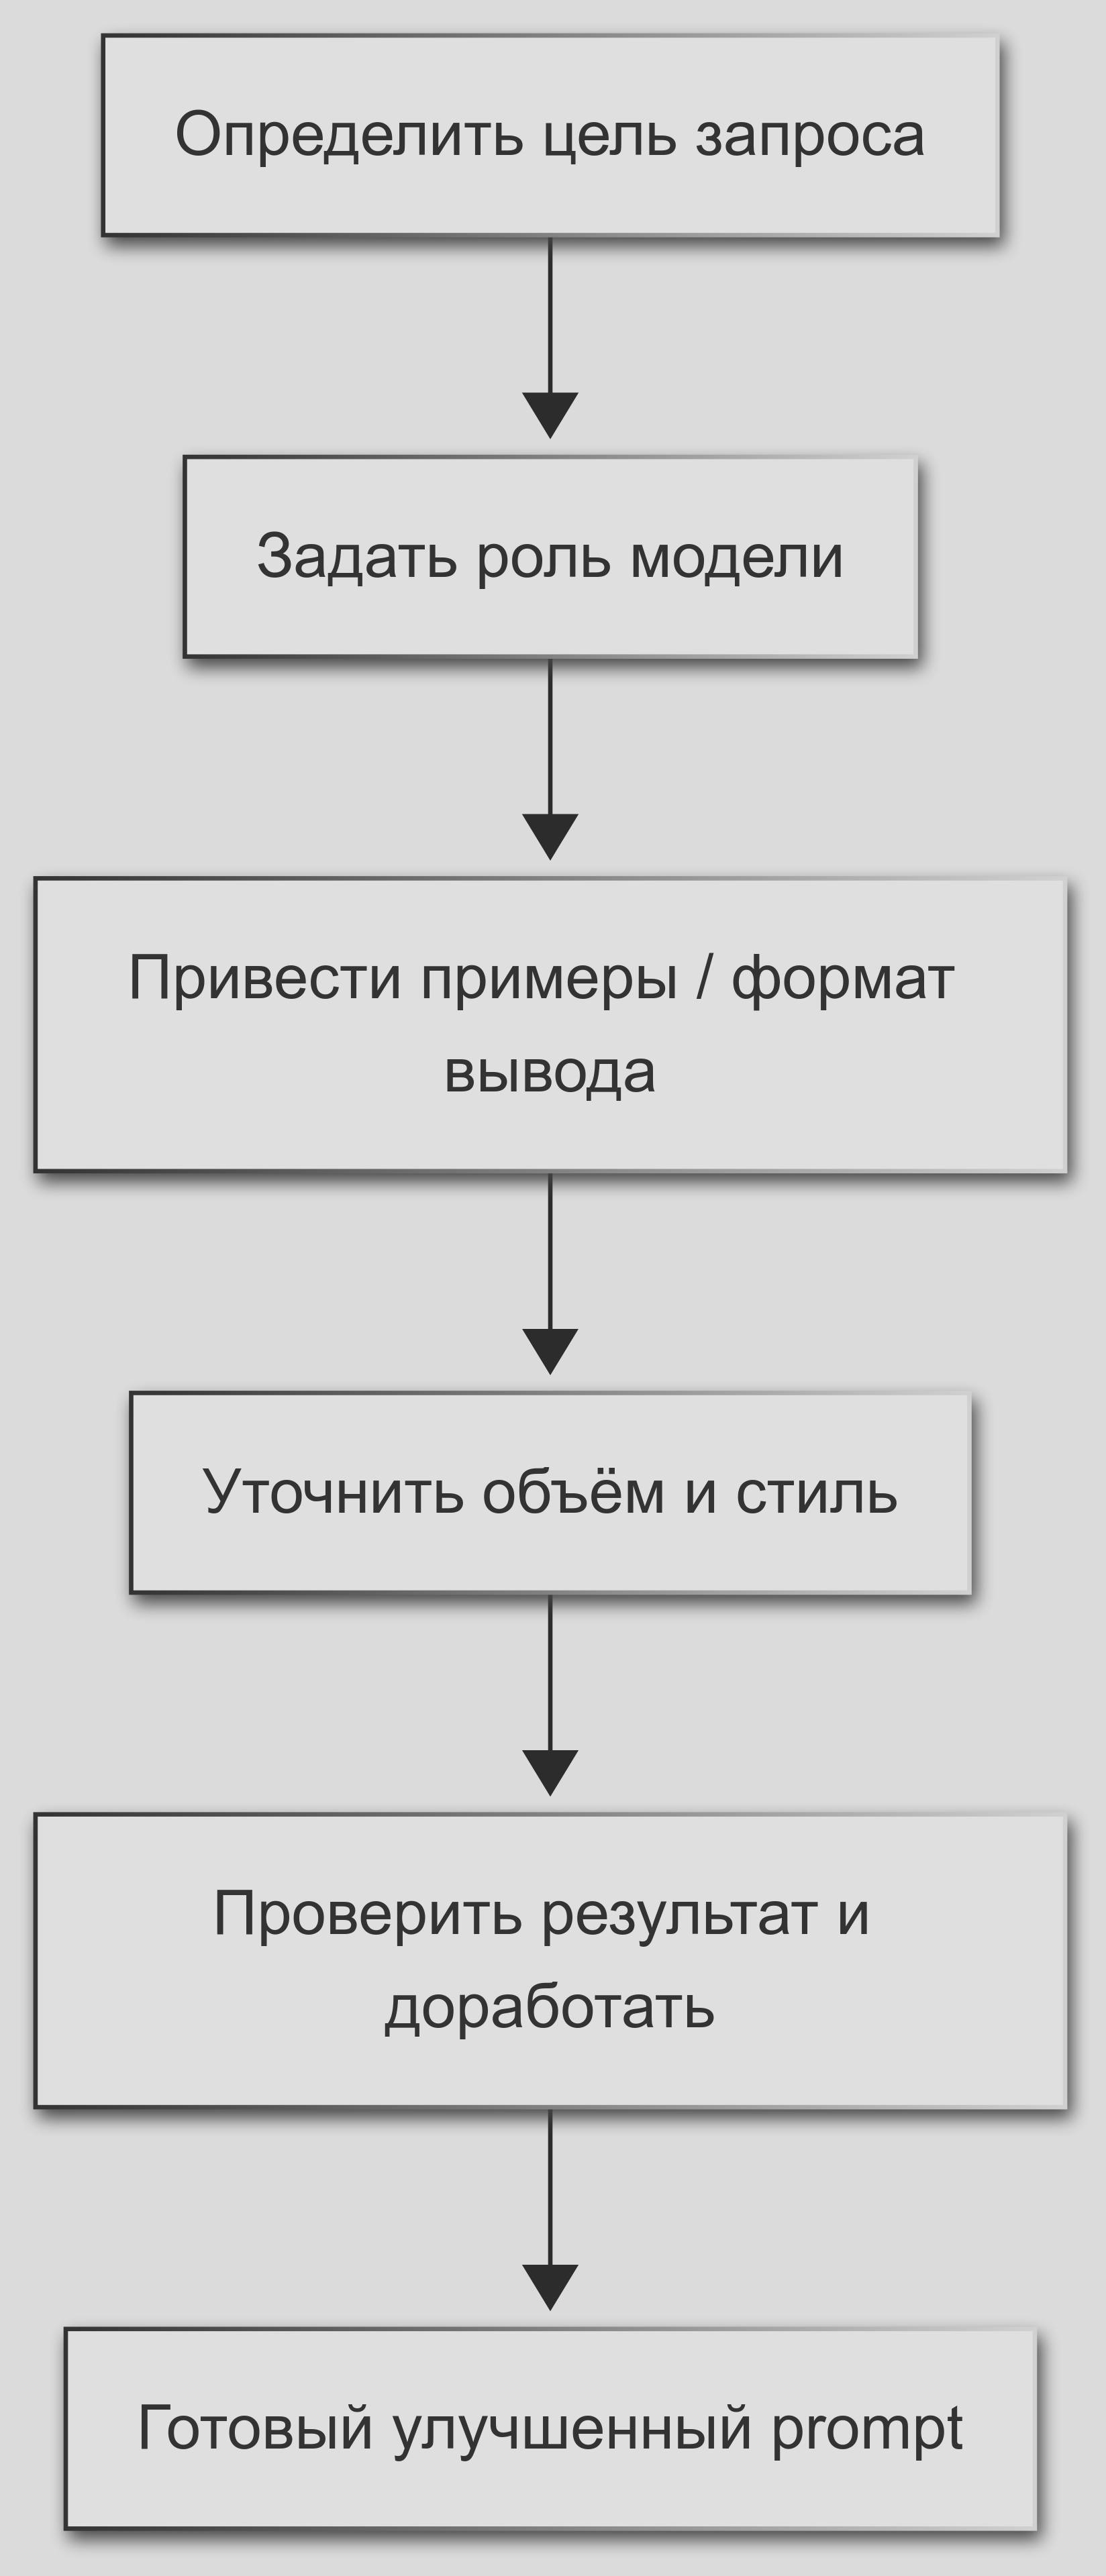 Определить цель запроса
Задать роль модели
Привести примеры / формат
вывода
Уточнить объём и стиль
Проверить результат и
доработать
Готовый улучшенный prompt